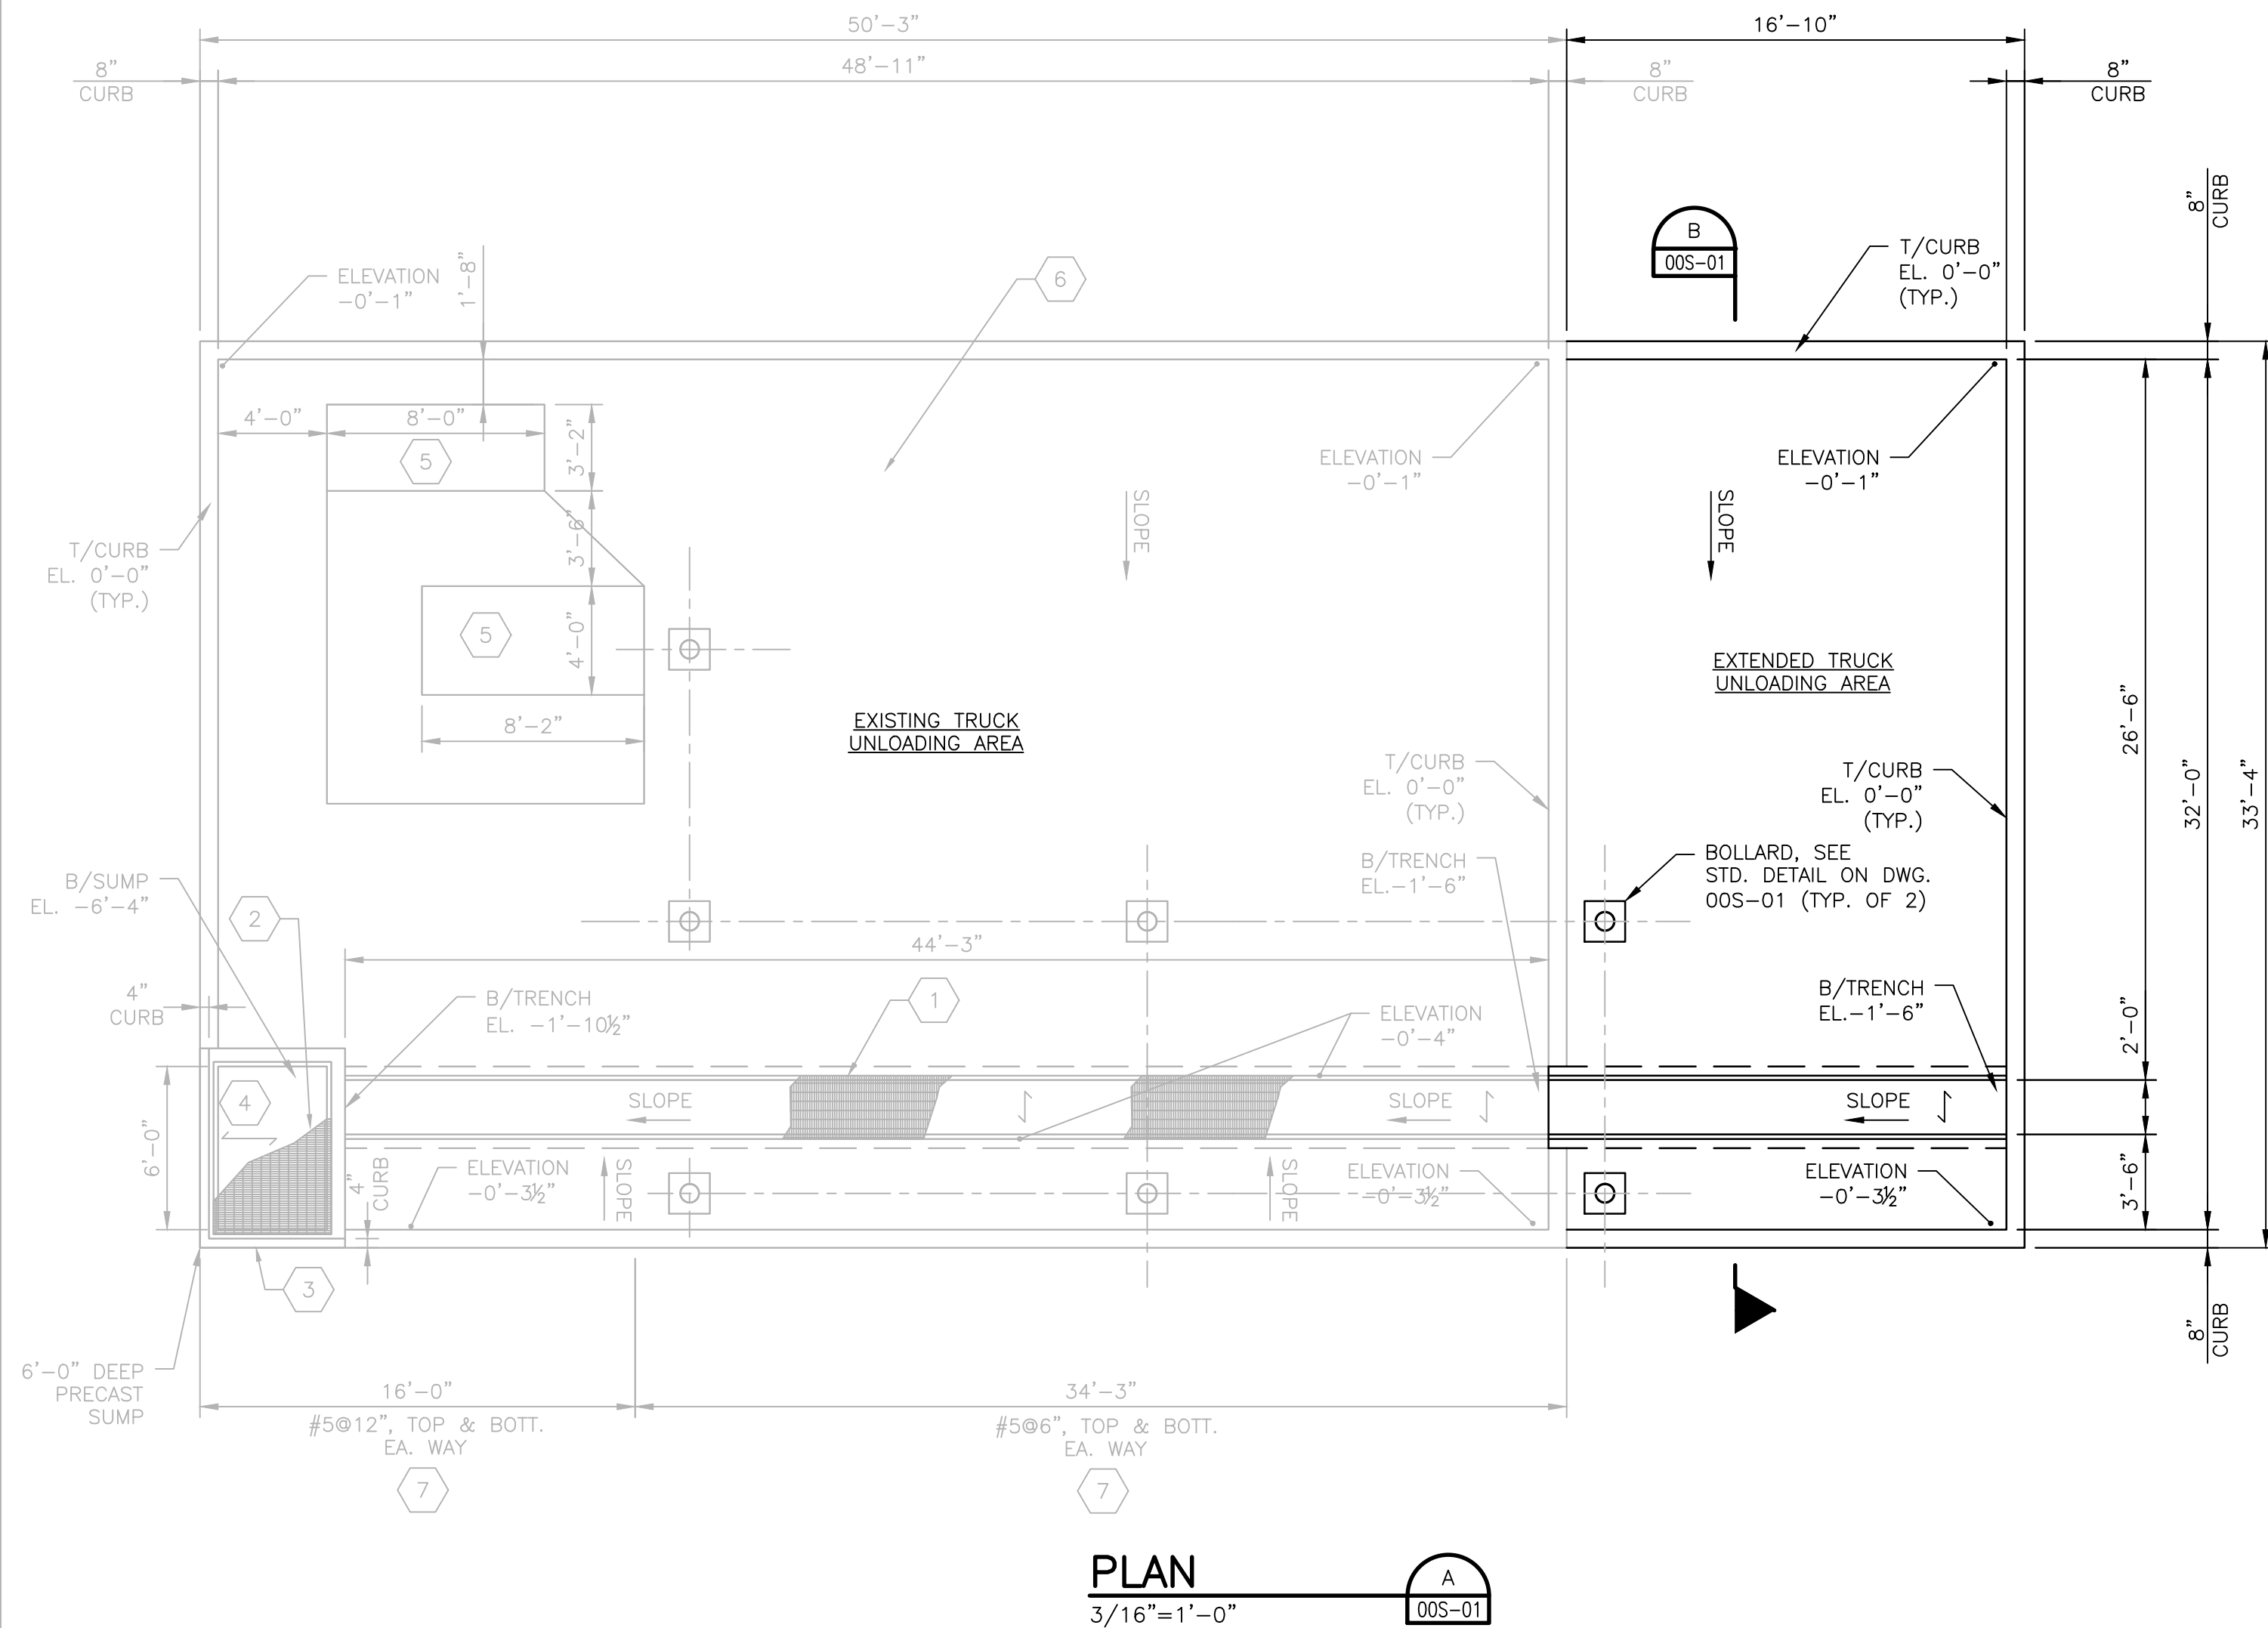 50'-3"
16'-10"
8"
CURB
48'-11"
8"
CURB
8"
CURB
8"
CURB
B
00S-01
T/CURB
EL. 0'-0"
(TYP.)
ELEVATION
-0'-1"
1'-8"
6
4'-0"
8'-0"
3'-2"
5
ELEVATION
-0'-1"
ELEVATION
-0'-1"
SLOPE
SLOPE
3'-6"
T/CURB
EL. 0'-0"
(TYP.)
5
4'-0"
8'-2"
EXISTING TRUCK
UNLOADING AREA
EXTENDED TRUCK
UNLOADING AREA
26'-6"
32'-0"
33'-4"
T/CURB
EL. 0'-0"
(TYP.)
T/CURB
EL. 0'-0"
(TYP.)
B/SUMP
EL. -6'-4"
2
B/TRENCH
EL.-1'-6"
BOLLARD, SEE
STD. DETAIL ON DWG.
00S-01 (TYP. OF 2)
44'-3"
4"
CURB
B/TRENCH
EL. -1'-10½"
1
ELEVATION
-0'-4"
B/TRENCH
EL.-1'-6"
2'-0"
4
SLOPE
SLOPE
SLOPE
6'-0"
4"
CURB
ELEVATION
-0'-3½"
SLOPE
SLOPE
ELEVATION
-0'-3½"
ELEVATION
-0'-3½"
3'-6"
3
8"
CURB
6'-0" DEEP
PRECAST
SUMP
16'-0"
#5@12", TOP & BOTT.
EA. WAY
7
34'-3"
#5@6", TOP & BOTT.
EA. WAY
7
PLAN
3/16"=1'-0"
A
00S-01